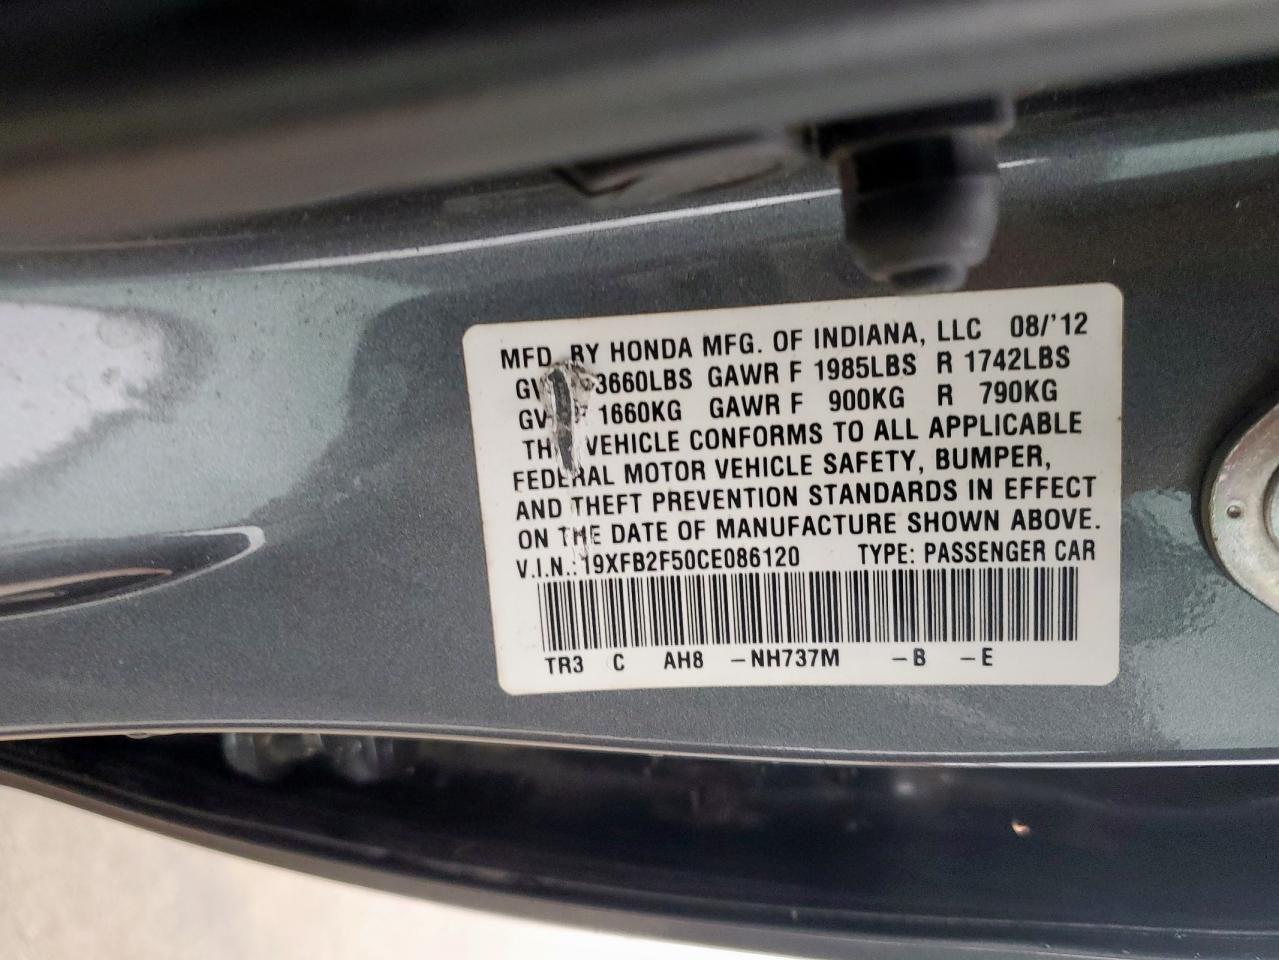 MFD. BY HONDA MFG. OF INDIANA, LLC 08/'12
3660LBS GAWR F 1985LBS R 1742LBS
1660KG GAWR F 900KG R 790KG
VEHICLE CONFORMS TO ALL APPLICABLE
FEDERAL MOTOR VEHICLE SAFETY, BUMPER,
AND THEFT PREVENTION STANDARDS IN EFFECT
ON THE DATE OF MANUFACTURE SHOWN ABOVE.
V.I.N.: 19XFB2F50CE086120 TYPE: PASSENGER CAR
TR3 C AH8 -NH737M -B -E